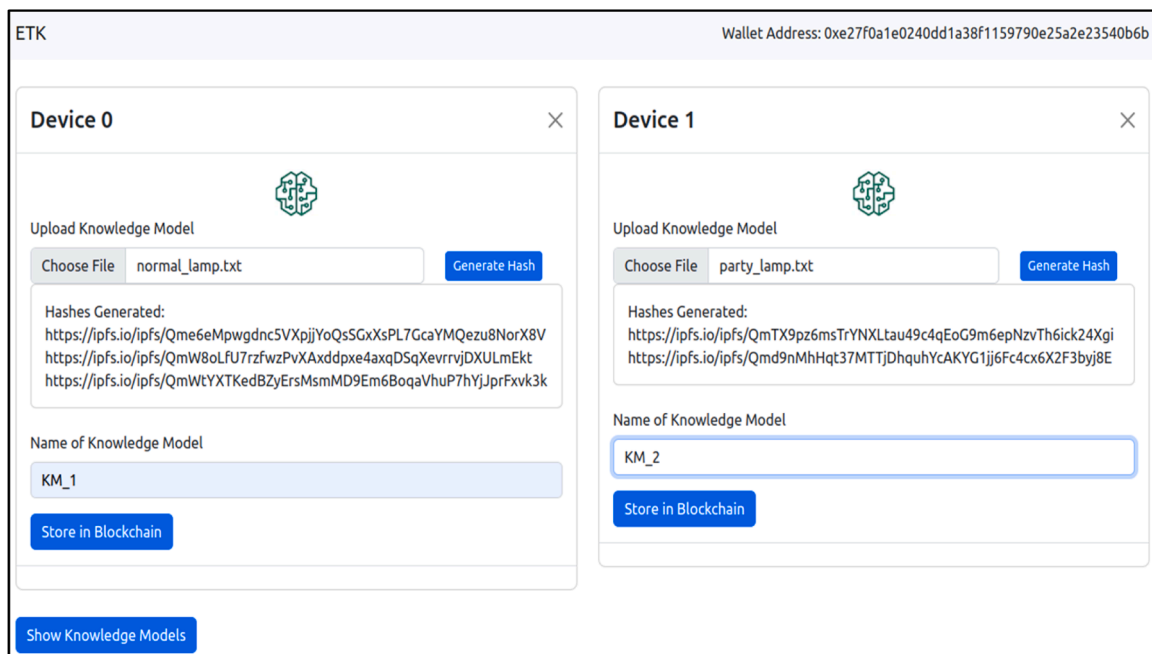 ETK
Wallet Address: 0xe27f0a1e0240dd1a38f1159790e25a2e23540b6b
Device 0
Upload Knowledge Model
Choose File normal_lamp.txt Generate Hash
Hashes Generated:
https://ipfs.io/ipfs/Qme6eMpwgdnc5VXpjjYoQsSGxXsPL7GcaYMQezu8NorX8V
https://ipfs.io/ipfs/QmW8oLfU7rzfwzPvXAxddpxe4axqDSqXevrrvjDXULmEkt
https://ipfs.io/ipfs/QmWtYXTKedBZyErsMsmMD9Em6BoqaVhuP7hYjJprFxvk3k
Name of Knowledge Model
KM_1
Store in Blockchain
Device 1
Upload Knowledge Model
Choose File party_lamp.txt Generate Hash
Hashes Generated:
https://ipfs.io/ipfs/QmTX9pz6msTrYNXLtau49c4qEoG9m6epNzvTh6ick24Xgi
https://ipfs.io/ipfs/Qmd9nMhHqt37MTTjDhquhYcAKYG1jj6Fc4cx6X2F3byj8E
Name of Knowledge Model
KM_2
Store in Blockchain
Show Knowledge Models